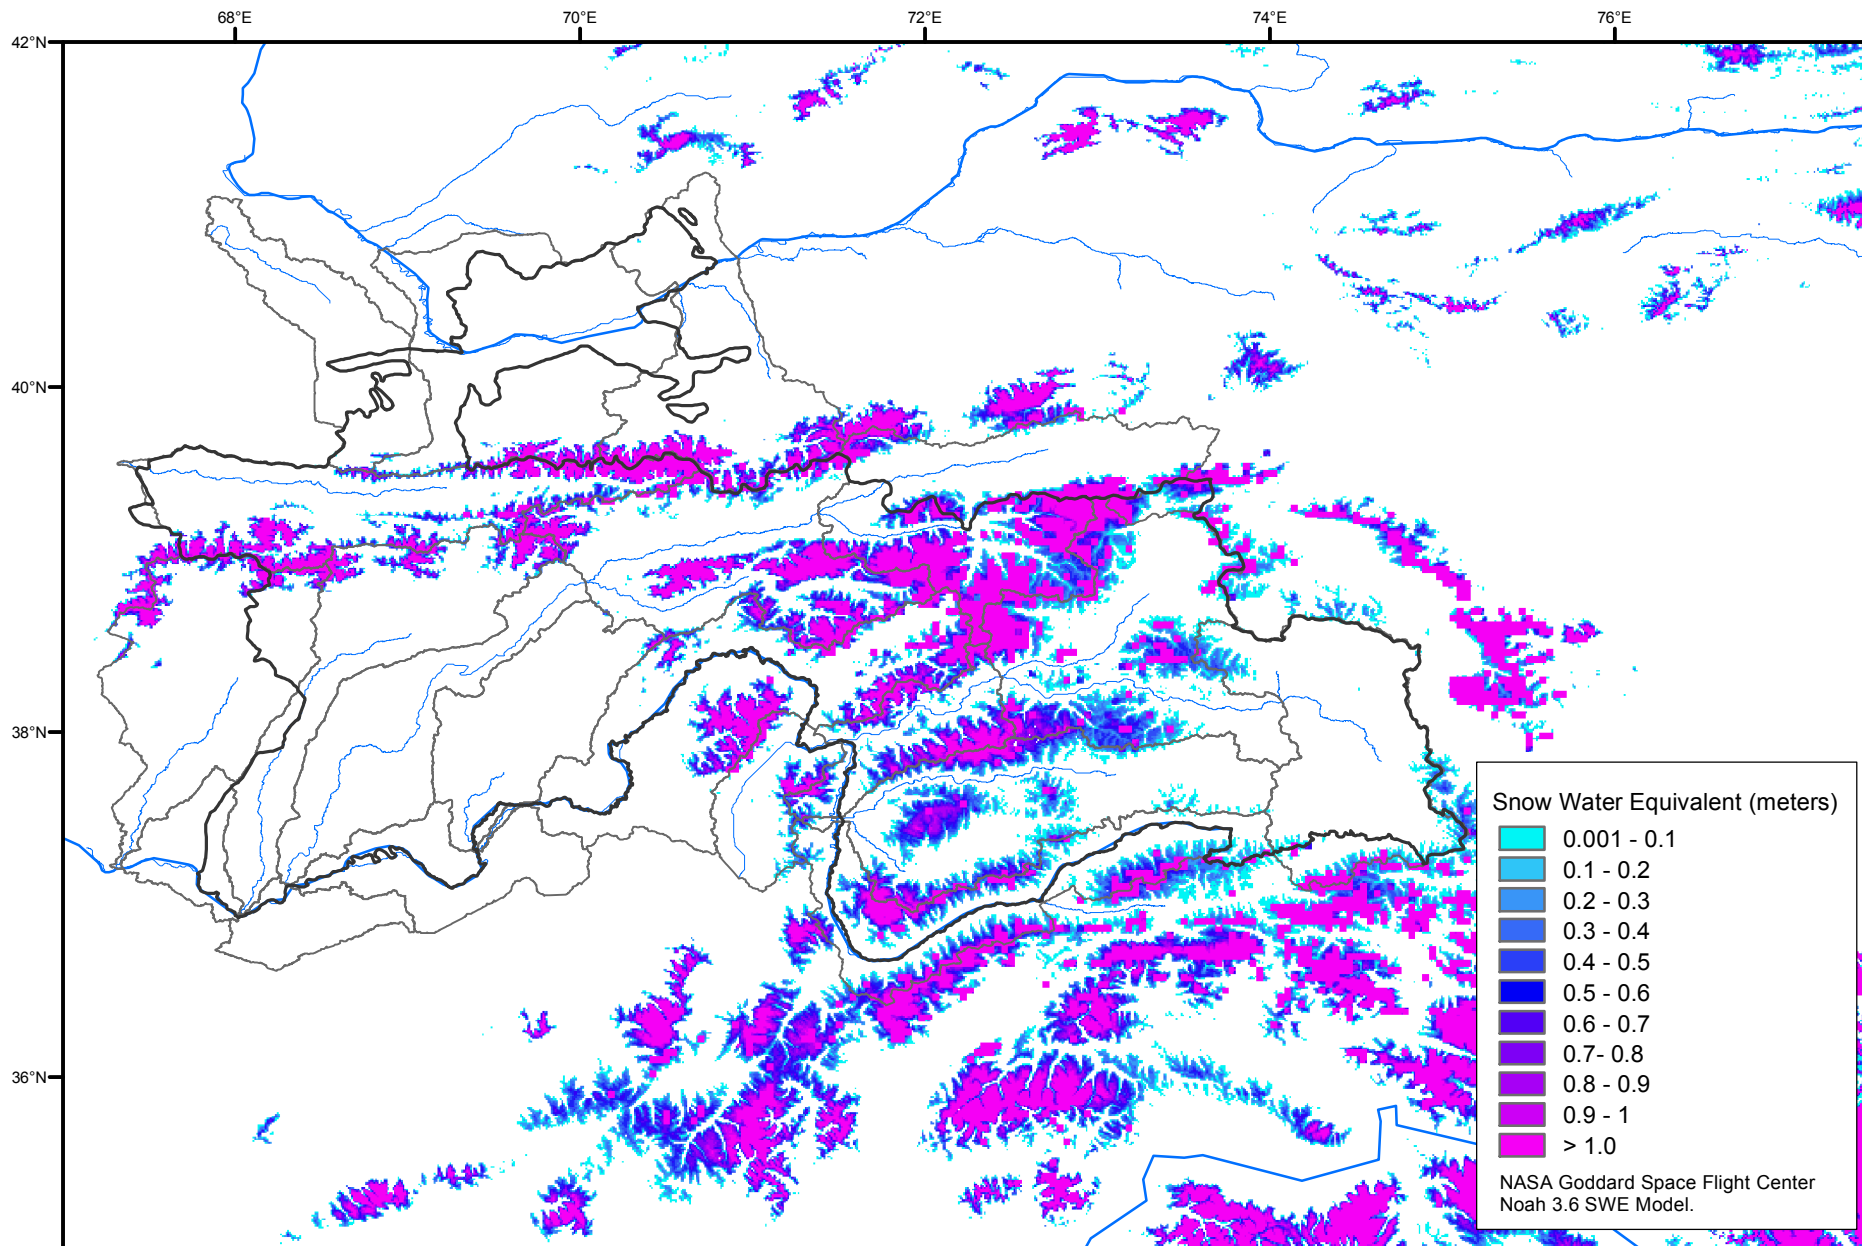 68°E
70°E
72°E
74°E
76°E
42°N
40°N
38°N
36°N
Snow Water Equivalent (meters)
0.001 - 0.1
0.1 - 0.2
0.2 - 0.3
0.3 - 0.4
0.4 - 0.5
0.5 - 0.6
0.6 - 0.7
0.7- 0.8
0.8 - 0.9
0.9 - 1
> 1.0
NASA Goddard Space Flight Center
Noah 3.6 SWE Model.